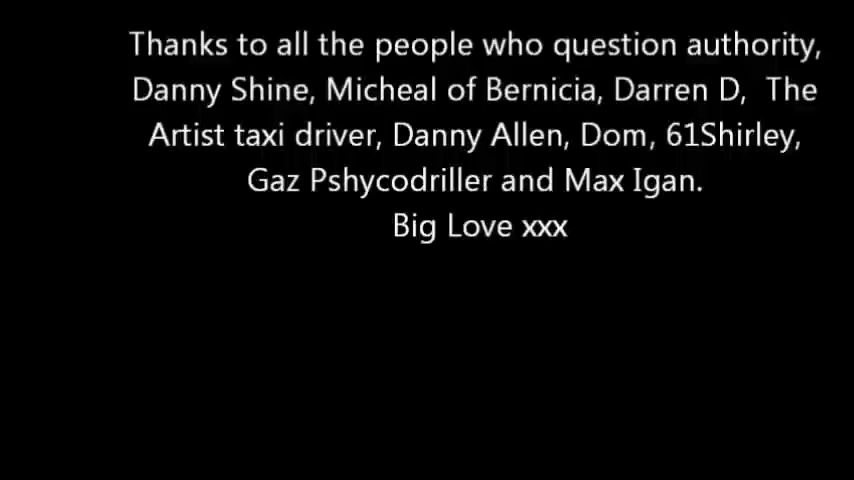 Thanks to all the people who question authority,
Danny Shine, Micheal of Bernicia, Darren D,  The
Artist taxi driver, Danny Allen, Dom, 61Shirley,
Gaz Pshycodriller and Max Igan.
Big Love xxx